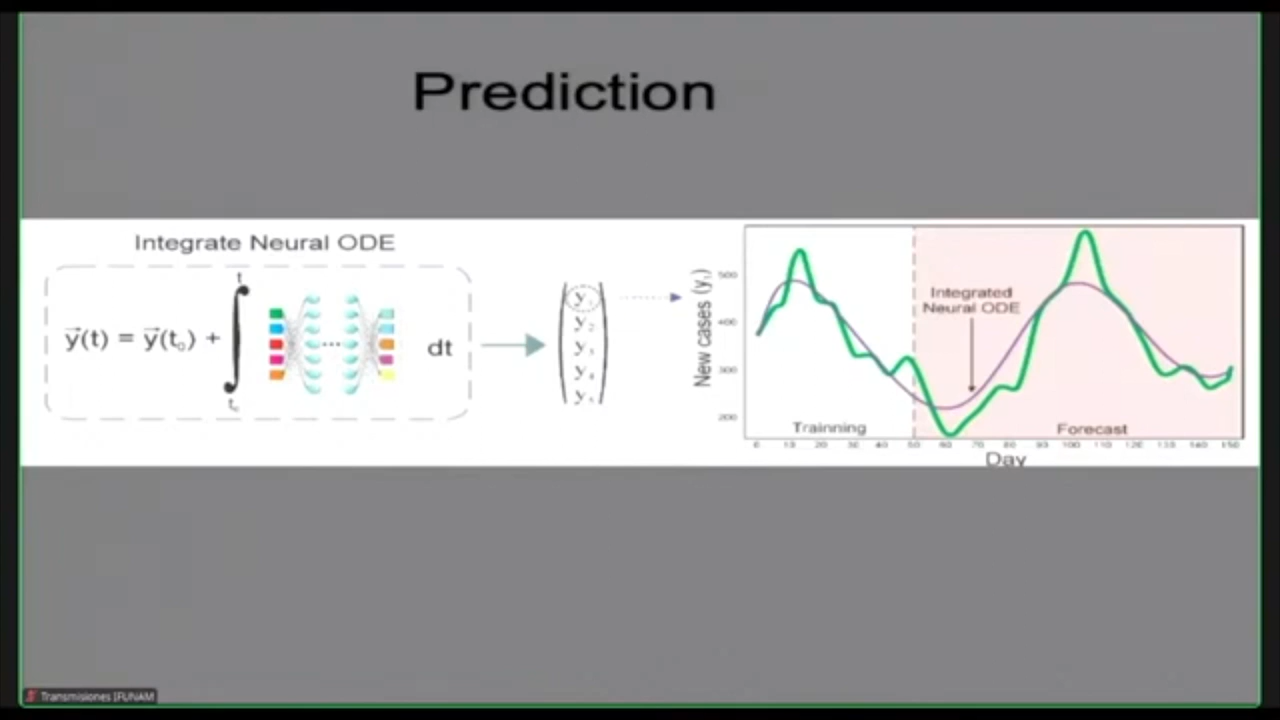 Prediction
Integrate Neural ODE
y⃗(t) = y⃗(t₀) + ∫ dt
t
t₀
y₁
y₂
y₃
y₄
y₅
New cases (y₁)
500
400
300
200
Integrated
Neural ODE
Trainning
Forecast
0 10 20 30 40 50 60 70 80 90 100 110 120 130 140 150
Day
Transmisiones IFUNAM